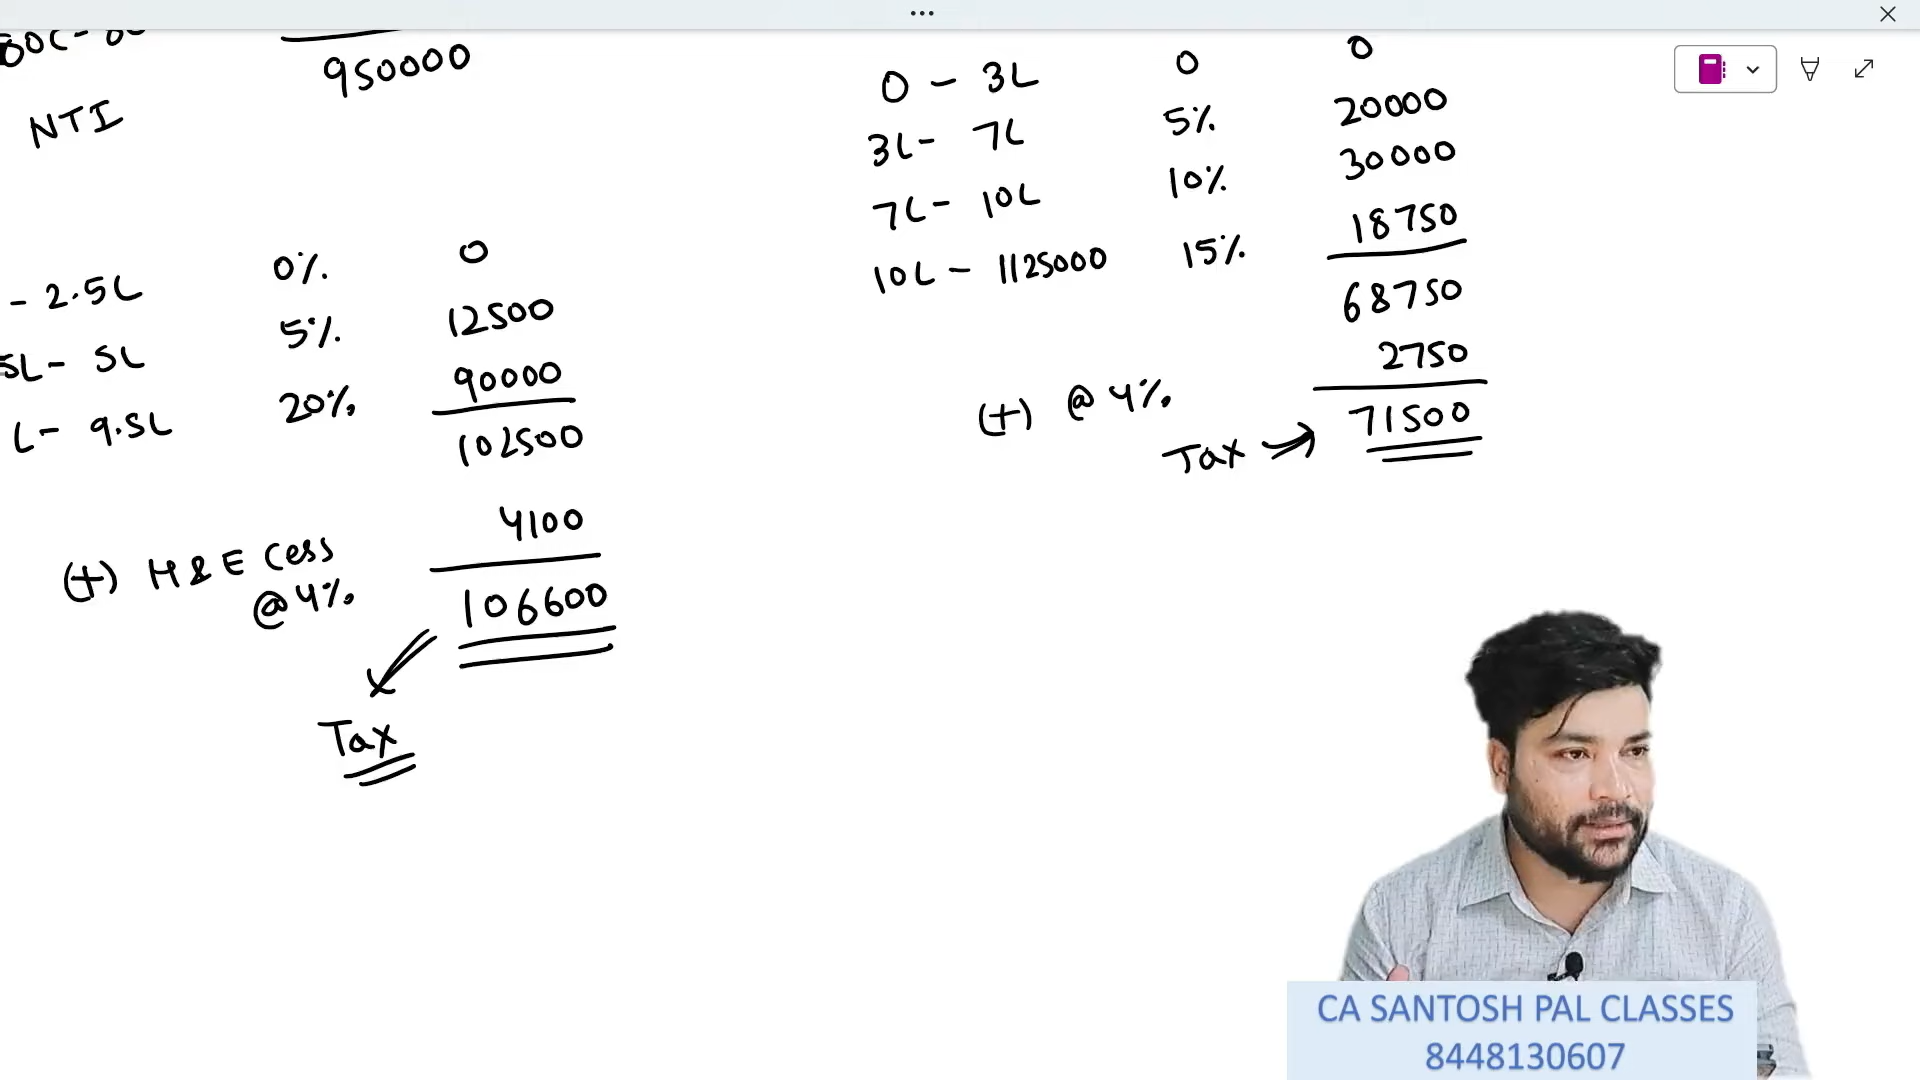 950000
NTI
- 2.5L 0% 0
5L- 5L 5% 12500
L- 9.5L 20% 90000
102500
(+) H&E Cess 4100
@4%
106600
Tax
0 - 3L 0 0
3L- 7L 5% 20000
7L- 10L 10% 30000
10L - 1125000 15% 18750
68750
(+) @4% 2750
Tax → 71500
CA SANTOSH PAL CLASSES
8448130607